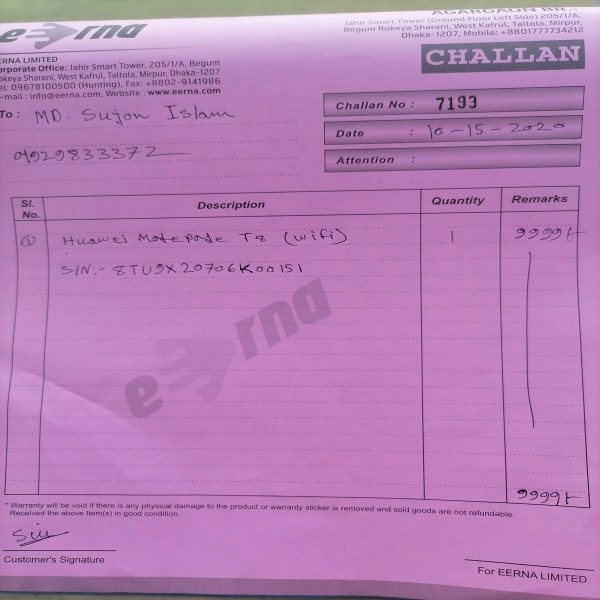 eerna
AGARGAON BR.
EERNA LIMITED
Corporate Office: Jahir Smart Tower, 205/1/A, Begum
Rokeya Sharani, West Kafrul, Taltola, Mirpur, Dhaka-1207
Tel: 09678100500 (Hunting), Fax: +8802-9141986
E-mail : info@eerna.com, Website : www.eerna.com
Jahir Smart Tower (Ground Floor Left Side) 205/1/A,
Begum Rokeya Sharani, West Kafrul, Taltola, Mirpur,
Dhaka-1207, Mobile: +8801777734212
CHALLAN
To : MD. Sujon Islam
01929833372
Challan No : 7193
Date : 10-15-2020
Attention :
Sl. No. Description Quantity Remarks
① Huawei Matepade T8 (wifi) 1 9999৳
S/N:- 8TU9X20706K00151
eerna
9999৳
* Warranty will be void if there is any physical damage to the product or warranty sticker is removed and sold goods are not refundable.
Received the above item(s) in good condition.
Customer's Signature
For EERNA LIMITED